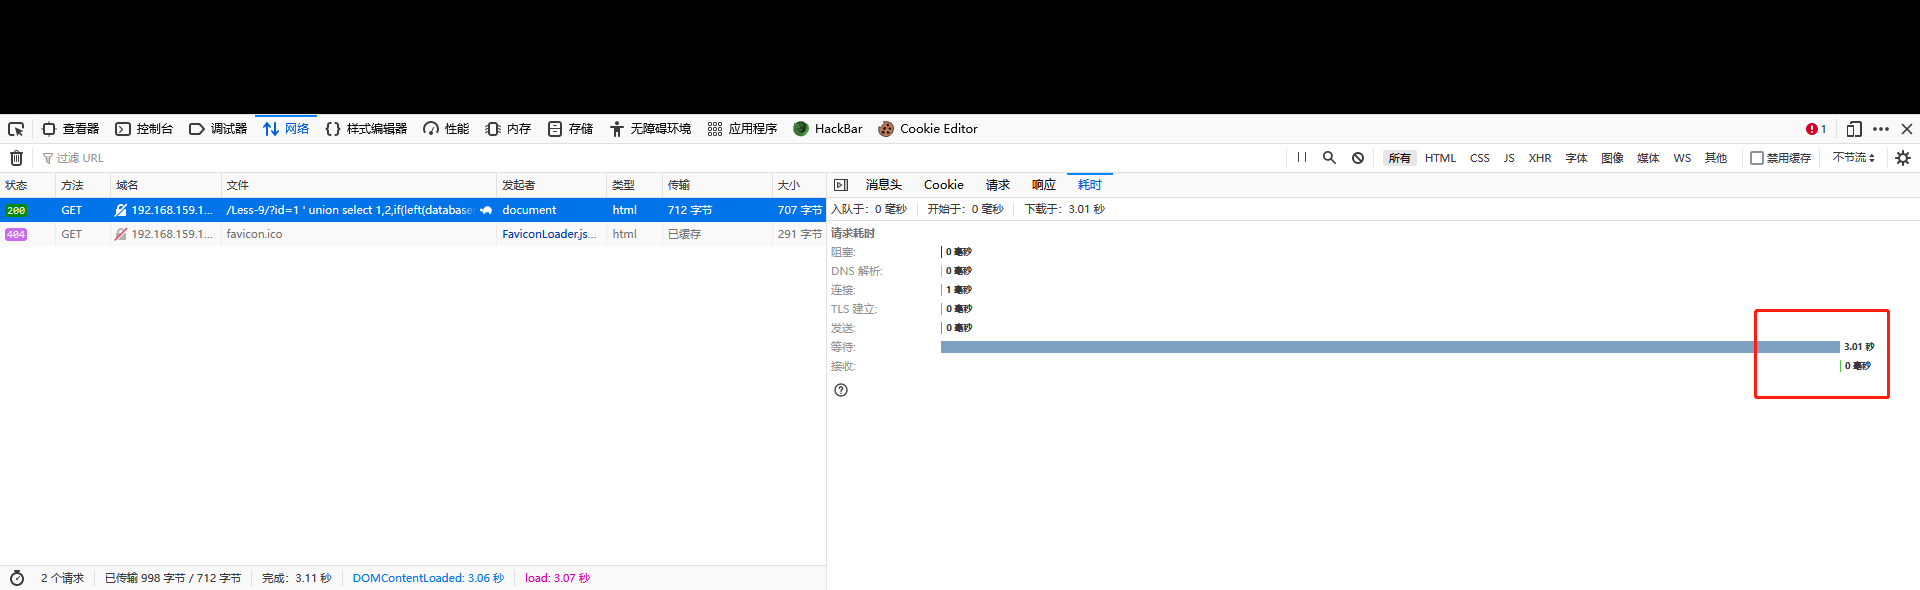 查看器 控制台 调试器 网络 样式编辑器 性能 内存 存储 无障碍环境 应用程序 HackBar Cookie Editor 1
过滤 URL 所有 HTML CSS JS XHR 字体 图像 媒体 WS 其他 禁用缓存 不节流
状态 方法 域名 文件 发起者 类型 传输 大小
200 GET 192.168.159.1... /Less-9/?id=1 ' union select 1,2,if(left(database document html 712 字节 707 字节
404 GET 192.168.159.1... favicon.ico FaviconLoader.js... html 已缓存 291 字节
消息头 Cookie 请求 响应 耗时
入队于: 0 毫秒 开始于: 0 毫秒 下载于: 3.01 秒
请求耗时
阻塞: 0 毫秒
DNS 解析: 0 毫秒
连接: 1 毫秒
TLS 建立: 0 毫秒
发送: 0 毫秒
等待: 3.01 秒
接收: 0 毫秒
2 个请求 已传输 998 字节 / 712 字节 完成: 3.11 秒 DOMContentLoaded: 3.06 秒 load: 3.07 秒